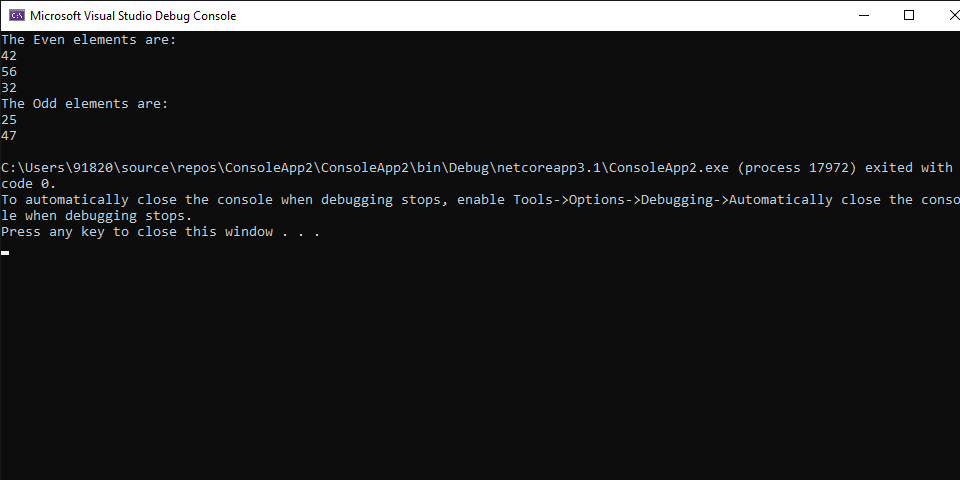 Microsoft Visual Studio Debug Console
The Even elements are:
42
56
32
The Odd elements are:
25
47
C:\Users\91820\source\repos\ConsoleApp2\ConsoleApp2\bin\Debug\netcoreapp3.1\ConsoleApp2.exe (process 17972) exited with
code 0.
To automatically close the console when debugging stops, enable Tools->Options->Debugging->Automatically close the conso
le when debugging stops.
Press any key to close this window . . .